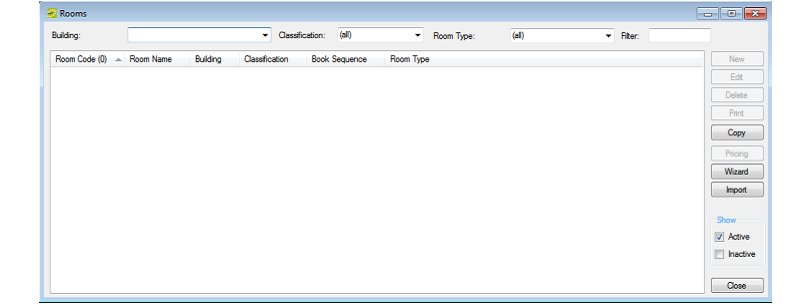 Rooms
Building: Classification: (all) Room Type: (all) Filter:
Room Code (0) Room Name Building Classification Book Sequence Room Type
New
Edit
Delete
Print
Copy
Pricing
Wizard
Import
Show
Active
Inactive
Close